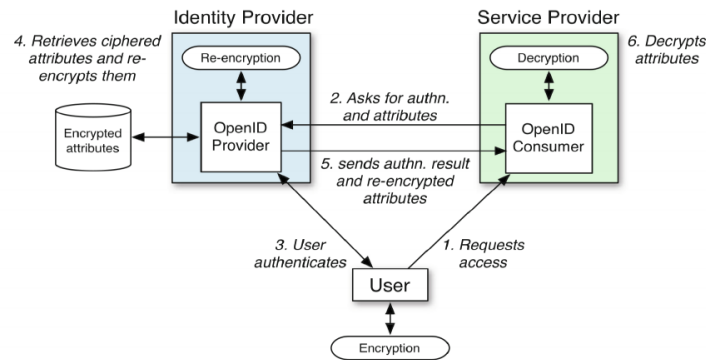 Identity Provider
Service Provider
4. Retrieves ciphered
attributes and re-
encrypts them
Re-encryption
Decryption
6. Decrypts
attributes
2. Asks for authn.
and attributes
Encrypted
attributes
OpenID
Provider
OpenID
Consumer
5. sends authn. result
and re-encrypted
attributes
3. User
authenticates
1. Requests
access
User
Encryption